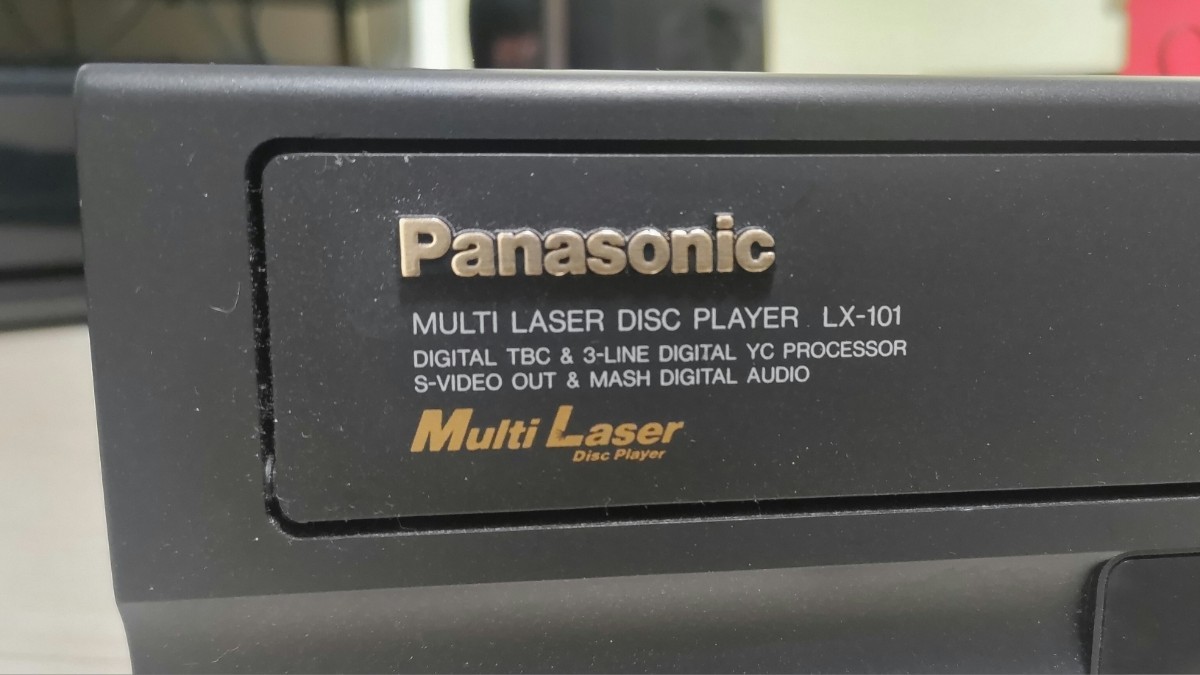 Panasonic
MULTI LASER DISC PLAYER LX-101
DIGITAL TBC & 3-LINE DIGITAL YC PROCESSOR
S-VIDEO OUT & MASH DIGITAL AUDIO
Multi Laser
Disc Player